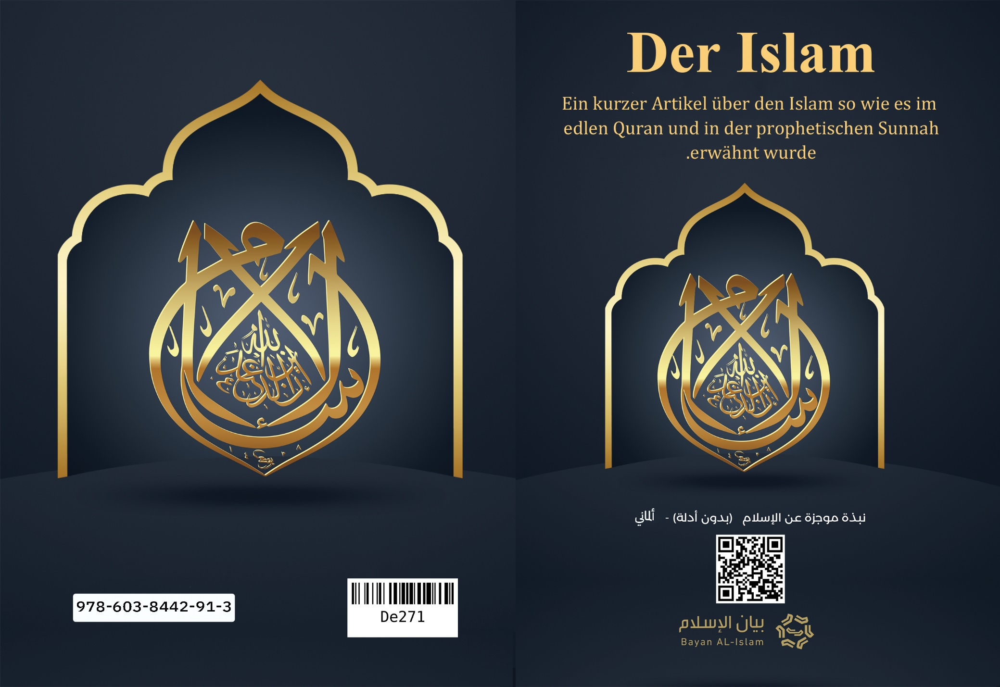 Der Islam
Ein kurzer Artikel über den Islam so wie es im
edlen Quran und in der prophetischen Sunnah
.erwähnt wurde
إن الدين عند الله
الإسلام
نبذة موجزة عن الإسلام (بدون أدلة) - ألماني
بيان الإسلام
Bayan AL-Islam
إن الدين عند الله
الإسلام
978-603-8442-91-3
De271